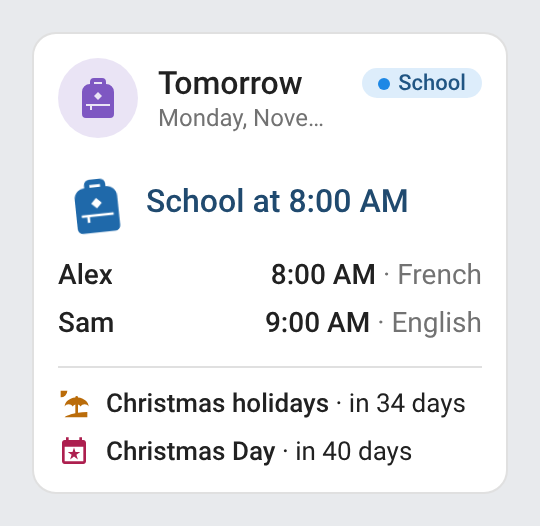 Tomorrow
School
Monday, Nove…
School at 8:00 AM
Alex 8:00 AM · French
Sam 9:00 AM · English
Christmas holidays · in 34 days
Christmas Day · in 40 days